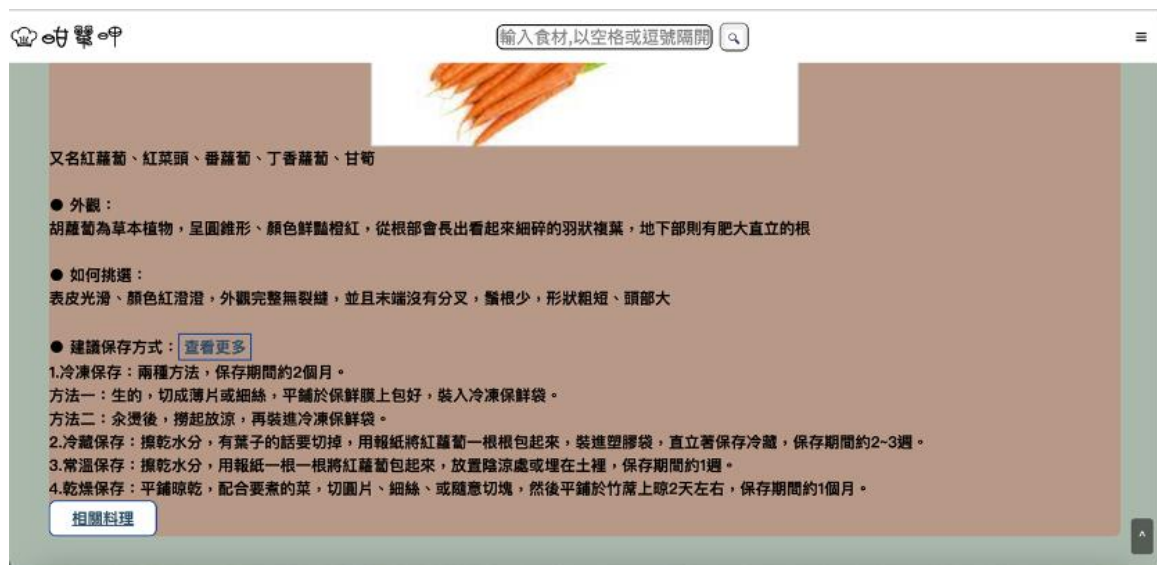 咁聲呷
輸入食材,以空格或逗號隔開
≡
又名紅蘿蔔、紅菜頭、番蘿蔔、丁香蘿蔔、甘筍
● 外觀：
胡蘿蔔為草本植物，呈圓錐形、顏色鮮豔橙紅，從根部會長出看起來細碎的羽狀複葉，地下部則有肥大直立的根
● 如何挑選：
表皮光滑、顏色紅澄澄，外觀完整無裂縫，並且末端沒有分叉，鬚根少，形狀粗短、頭部大
● 建議保存方式：查看更多
1.冷凍保存：兩種方法，保存期間約2個月。
方法一：生的，切成薄片或細絲，平鋪於保鮮膜上包好，裝入冷凍保鮮袋。
方法二：汆燙後，撈起放涼，再裝進冷凍保鮮袋。
2.冷藏保存：擦乾水分，有葉子的話要切掉，用報紙將紅蘿蔔一根根包起來，裝進塑膠袋，直立著保存冷藏，保存期間約2~3週。
3.常溫保存：擦乾水分，用報紙一根一根將紅蘿蔔包起來，放置陰涼處或埋在土裡，保存期間約1週。
4.乾燥保存：平鋪晾乾，配合要煮的菜，切圓片、細絲、或隨意切塊，然後平鋪於竹蓆上晾2天左右，保存期間約1個月。
相關料理
^